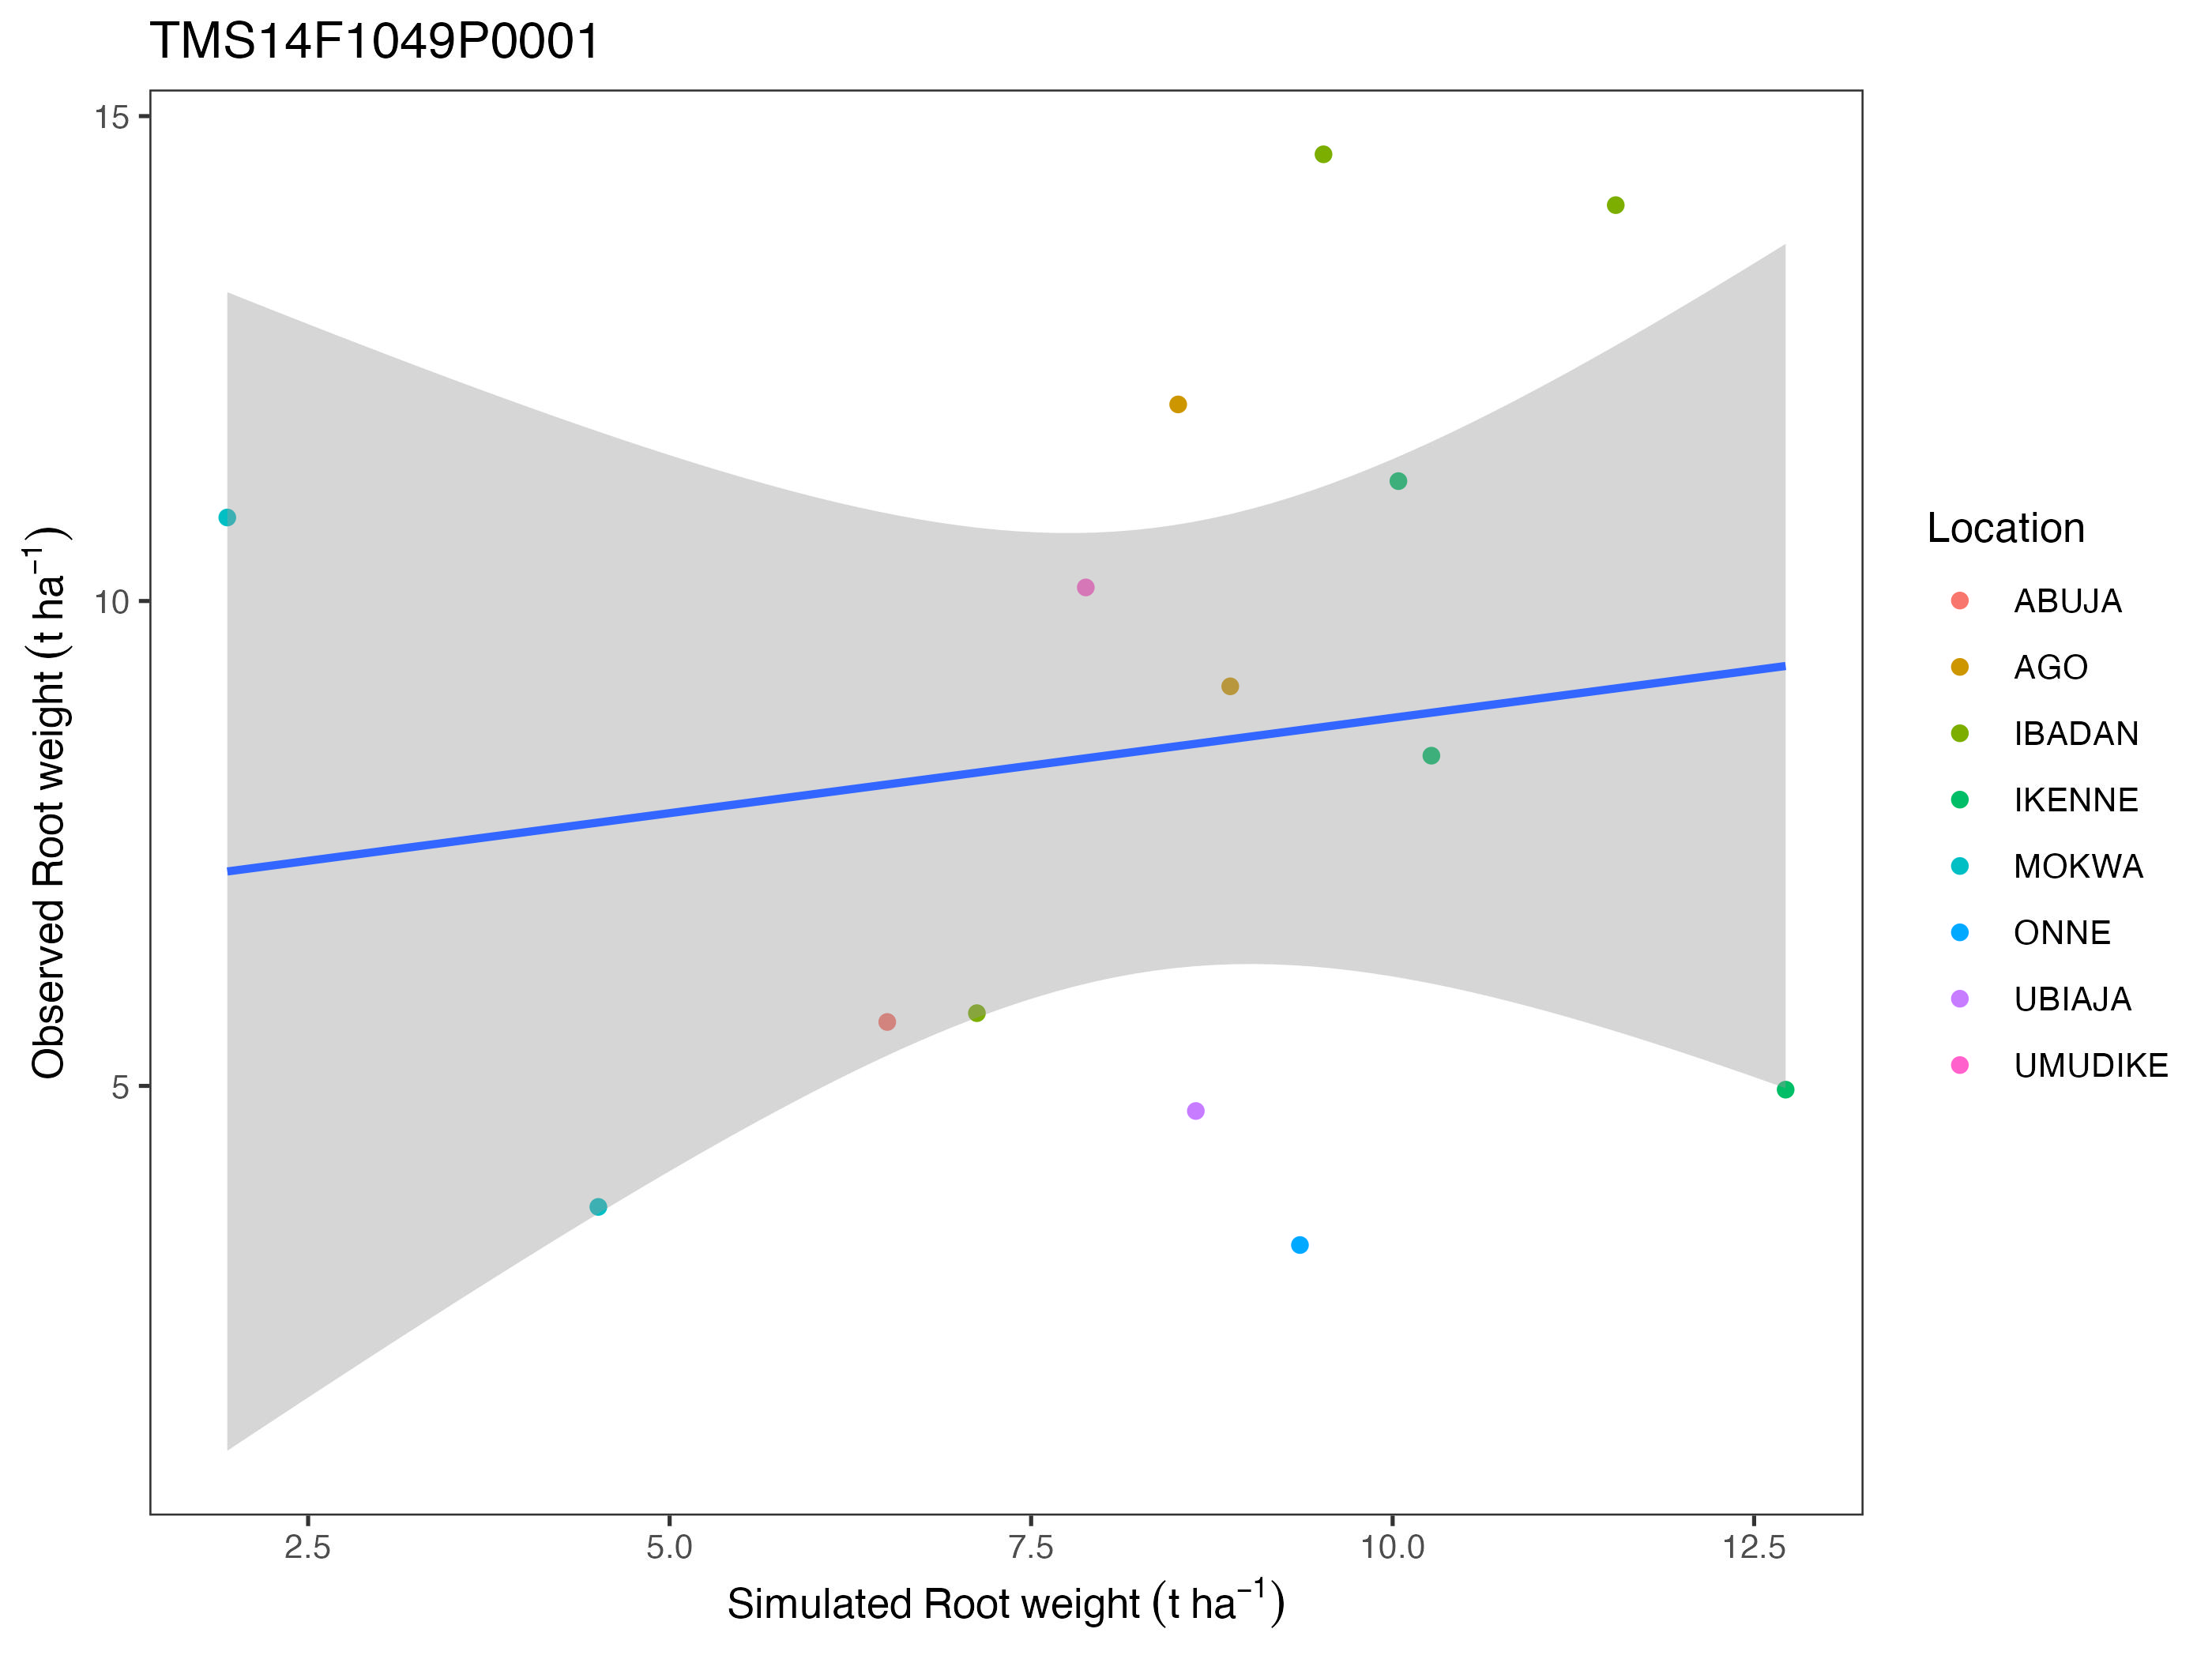 TMS14F1049P0001
15
10
5
Observed Root weight (t ha⁻¹)
2.5 5.0 7.5 10.0 12.5
Simulated Root weight (t ha⁻¹)
Location
ABUJA
AGO
IBADAN
IKENNE
MOKWA
ONNE
UBIAJA
UMUDIKE